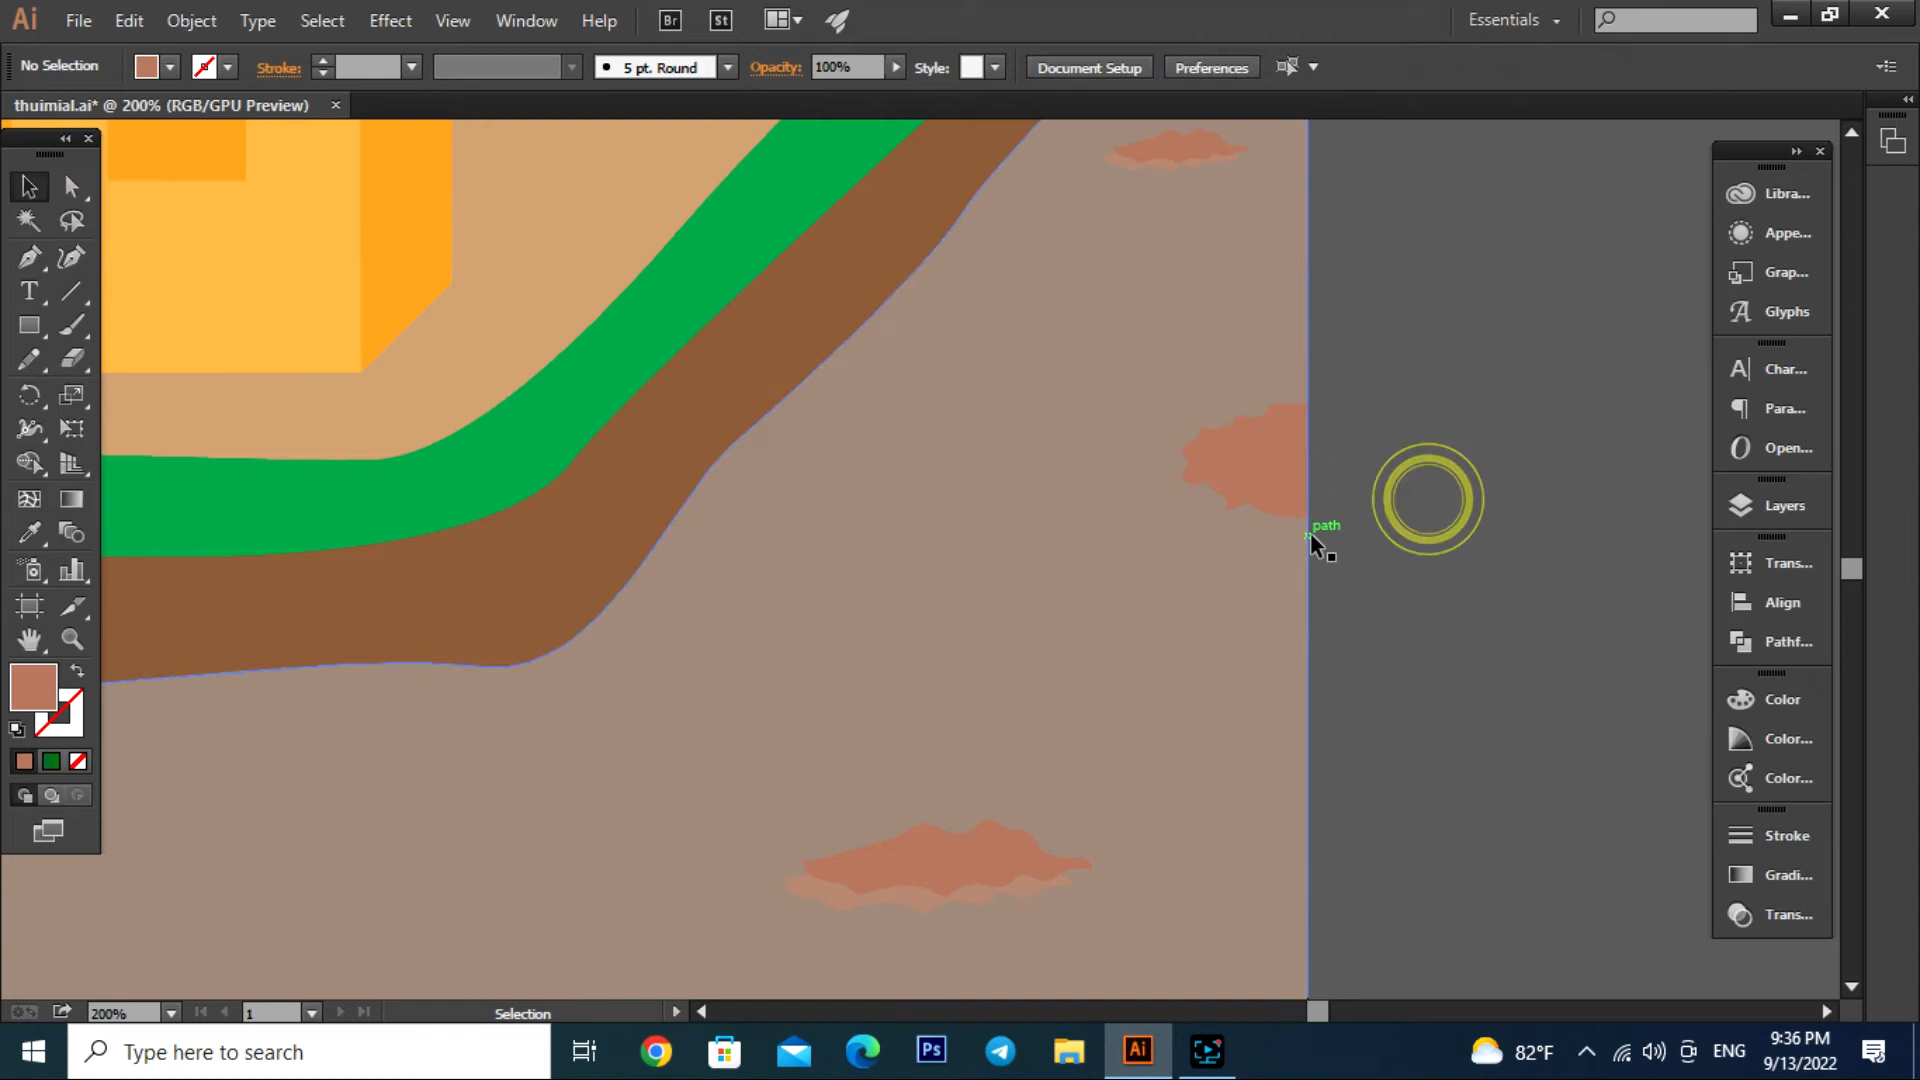 Ai File Edit Object Type Select Effect View Window Help Br St Essentials
No Selection Stroke: 5 pt. Round Opacity: 100% Style: Document Setup Preferences
thuimial.ai* @ 200% (RGB/GPU Preview)
Libra...
Appe...
Grap...
Glyphs
Char...
Para...
Open...
Layers
Trans...
Align
Pathf...
Color
Color...
Color...
Stroke
Gradi...
Trans...
path
200% 1 Selection
Type here to search Ps Ai 82°F ENG 9:36 PM
9/13/2022